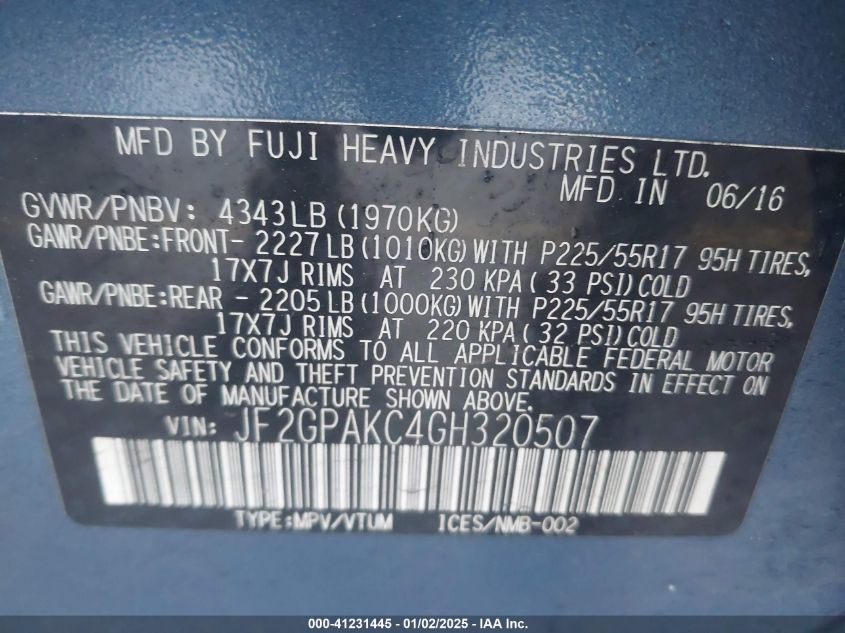 MFD BY FUJI HEAVY INDUSTRIES LTD.
MFD IN 06/16
GVWR/PNBV: 4343LB (1970KG)
GAWR/PNBE:FRONT- 2227 LB (1010KG) WITH P225/55R17 95H TIRES,
17X7J RIMS AT 230 KPA ( 33 PSI) COLD
GAWR/PNBE:REAR - 2205 LB (1000KG) WITH P225/55R17 95H TIRES,
17X7J RIMS AT 220 KPA ( 32 PSI) COLD
THIS VEHICLE CONFORMS TO ALL APPLICABLE FEDERAL MOTOR
VEHICLE SAFETY AND THEFT PREVENTION STANDARDS IN EFFECT ON
THE DATE OF MANUFACTURE SHOWN ABOVE.
VIN: JF2GPAKC4GH320507
TYPE:MPV/VTUM ICES/NMB-002
000-41231445 - 01/02/2025 - IAA Inc.